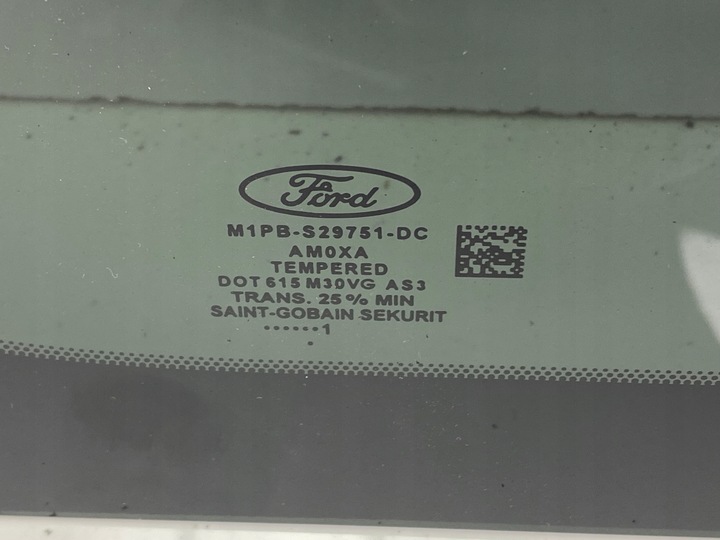 Ford
M1PB-S29751-DC
AM0XA
TEMPERED
DOT 615 M30VG AS3
TRANS. 25% MIN
SAINT-GOBAIN SEKURIT
......1
.